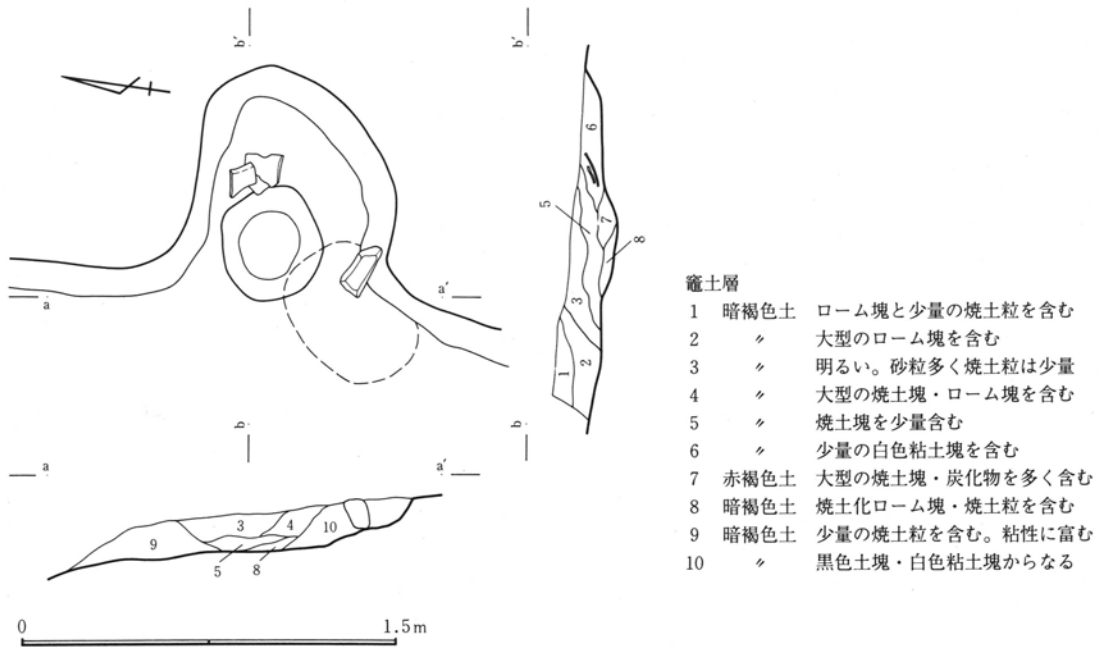 b′
b′
6
5
7
8
3
2
1
a
a′
b
b
a
a′
3
4
10
9
5
8
0
1.5m
竈土層
1 暗褐色土 ローム塊と少量の焼土粒を含む
2 〃 大型のローム塊を含む
3 〃 明るい。砂粒多く焼土粒は少量
4 〃 大型の焼土塊・ローム塊を含む
5 〃 焼土塊を少量含む
6 〃 少量の白色粘土塊を含む
7 赤褐色土 大型の焼土塊・炭化物を多く含む
8 暗褐色土 焼土化ローム塊・焼土粒を含む
9 暗褐色土 少量の焼土粒を含む。粘性に富む
10 〃 黒色土塊・白色粘土塊からなる